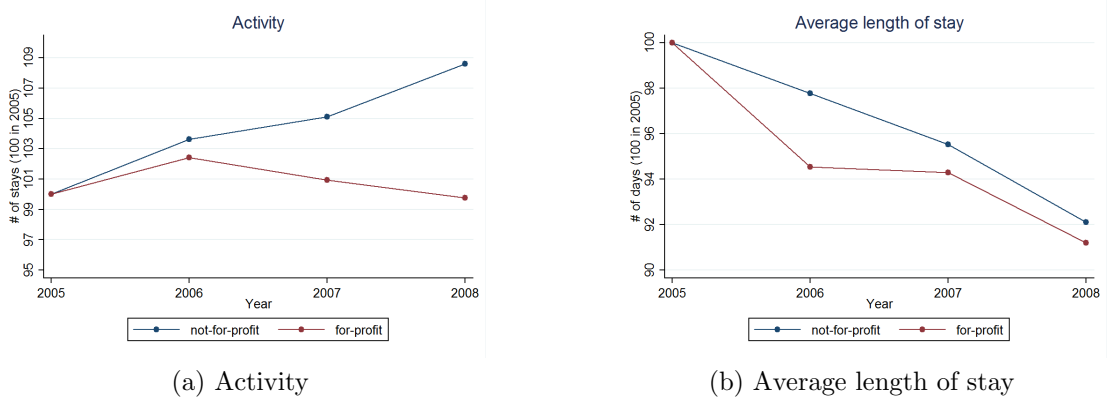 Activity
# of stays (100 in 2005)
109
107
105
103
101
99
97
95
2005 2006 2007 2008
Year
not-for-profit for-profit
(a) Activity
Average length of stay
# of days (100 in 2005)
100
98
96
94
92
90
2005 2006 2007 2008
Year
not-for-profit for-profit
(b) Average length of stay